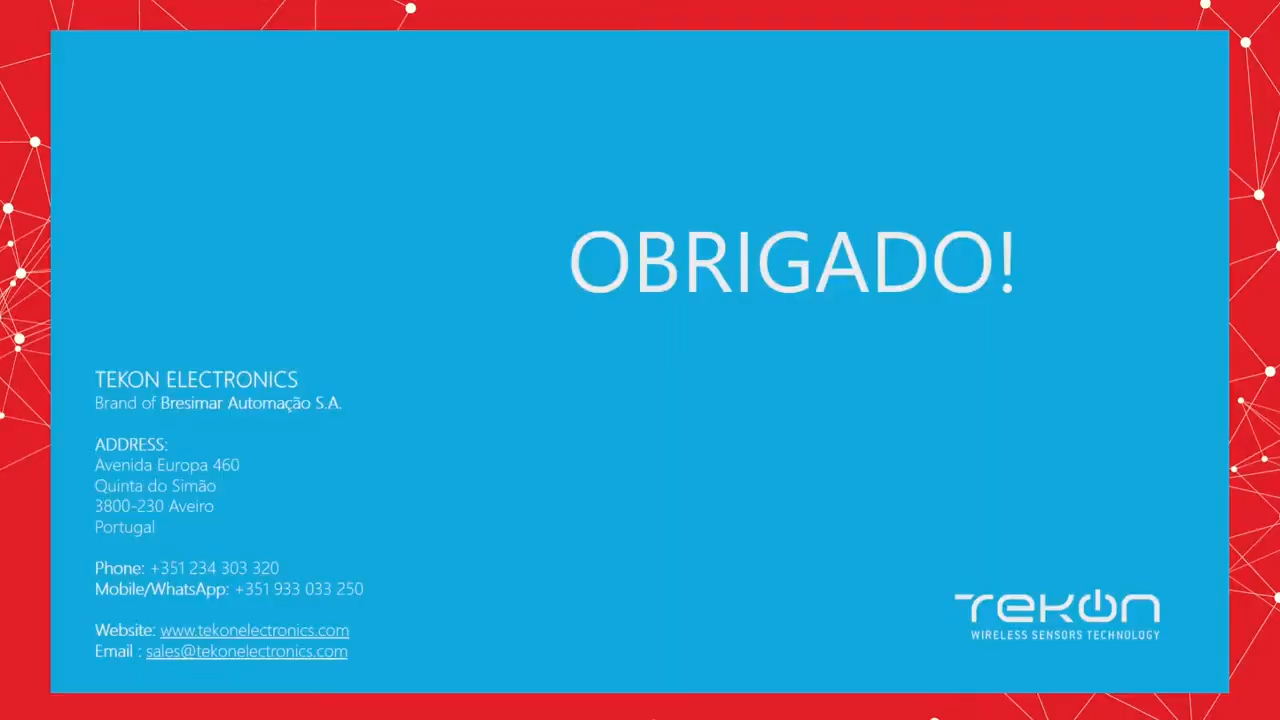 OBRIGADO!
TEKON ELECTRONICS
Brand of Bresimar Automação S.A.
ADDRESS:
Avenida Europa 460
Quinta do Simão
3800-230 Aveiro
Portugal
Phone: +351 234 303 320
Mobile/WhatsApp: +351 933 033 250
Website: www.tekonelectronics.com
Email : sales@tekonelectronics.com
TEKON
WIRELESS SENSORS TECHNOLOGY